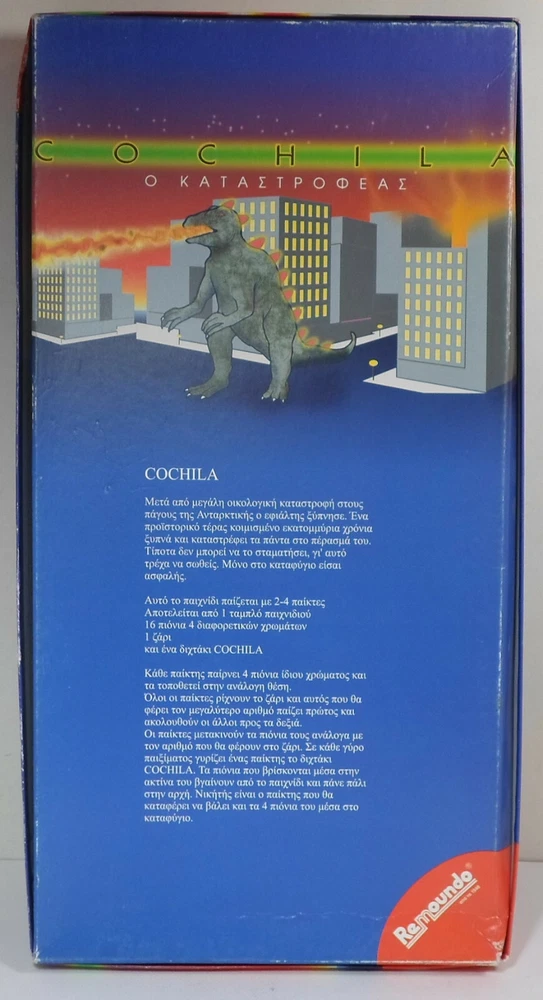 COCHILA
Ο ΚΑΤΑΣΤΡΟΦΕΑΣ
COCHILA
Μετά από μεγάλη οικολογική καταστροφή στους
πάγους της Ανταρκτικής ο εφιάλτης ξύπνησε. Ένα
προϊστορικό τέρας κοιμισμένο εκατομμύρια χρόνια
ξυπνά και καταστρέφει τα πάντα στο πέρασμά του.
Τίποτα δεν μπορεί να το σταματήσει, γι' αυτό
τρέχα να σωθείς. Μόνο στο καταφύγιο είσαι
ασφαλής.
Αυτό το παιχνίδι παίζεται με 2-4 παίκτες
Αποτελείται από 1 ταμπλό παιχνιδιού
16 πιόνια 4 διαφορετικών χρωμάτων
1 ζάρι
και ένα διχτάκι COCHILA
Κάθε παίκτης παίρνει 4 πιόνια ίδιου χρώματος και
τα τοποθετεί στην ανάλογη θέση.
Όλοι οι παίκτες ρίχνουν το ζάρι και αυτός που θα
φέρει τον μεγαλύτερο αριθμό παίζει πρώτος και
ακολουθούν οι άλλοι προς τα δεξιά.
Οι παίκτες μετακινούν τα πιόνια τους ανάλογα με
τον αριθμό που θα φέρουν στο ζάρι. Σε κάθε γύρο
παιξίματος γυρίζει ένας παίκτης το διχτάκι
COCHILA. Τα πιόνια που βρίσκονται μέσα στην
ακτίνα του βγαίνουν από το παιχνίδι και πάνε πάλι
στην αρχή. Νικήτής είναι ο παίκτης που θα
καταφέρει να βάλει και τα 4 πιόνια του μέσα στο
καταφύγιο.
Remoundo®